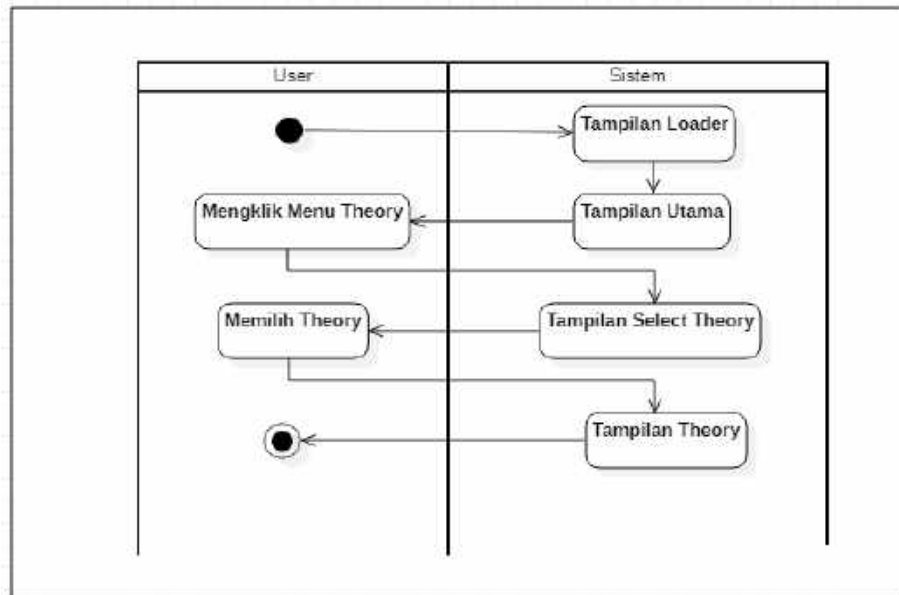 User
Sistem
Tampilan Loader
Mengklik Menu Theory
Tampilan Utama
Memilih Theory
Tampilan Select Theory
Tampilan Theory